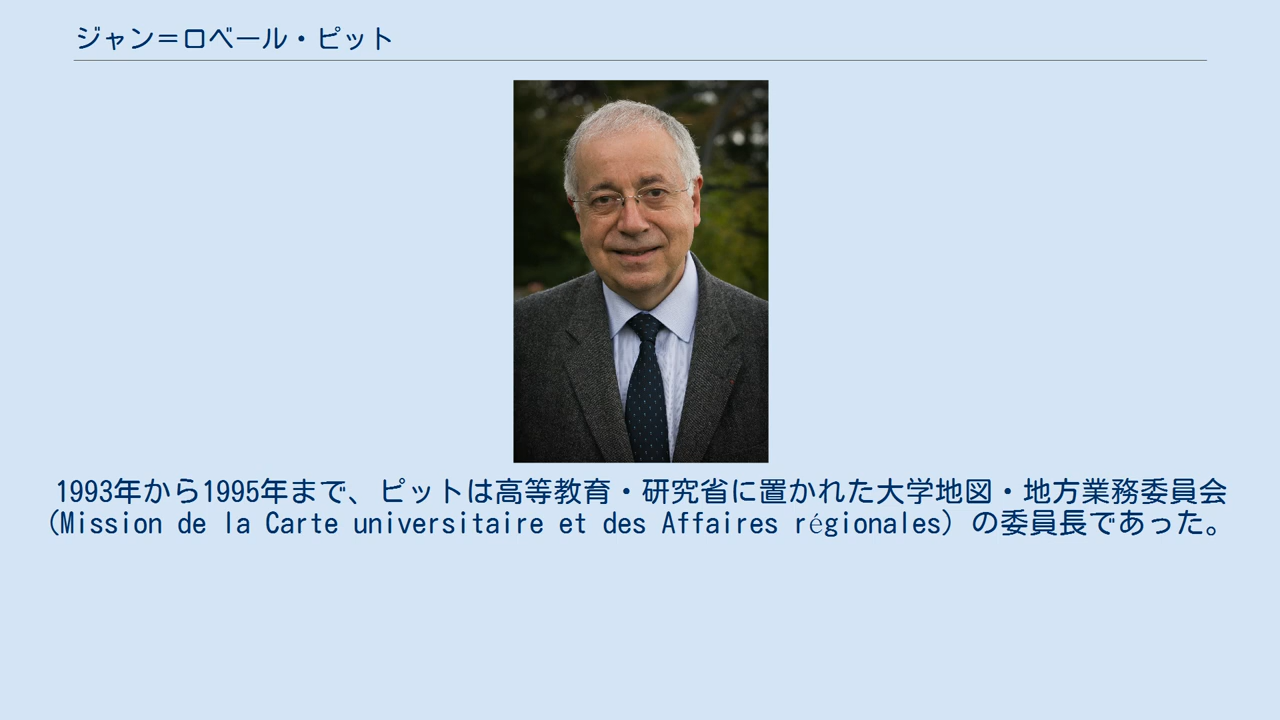 ジャン＝ロベール・ピット
1993年から1995年まで、ピットは高等教育・研究省に置かれた大学地図・地方業務委員会
(Mission de la Carte universitaire et des Affaires régionales) の委員長であった。